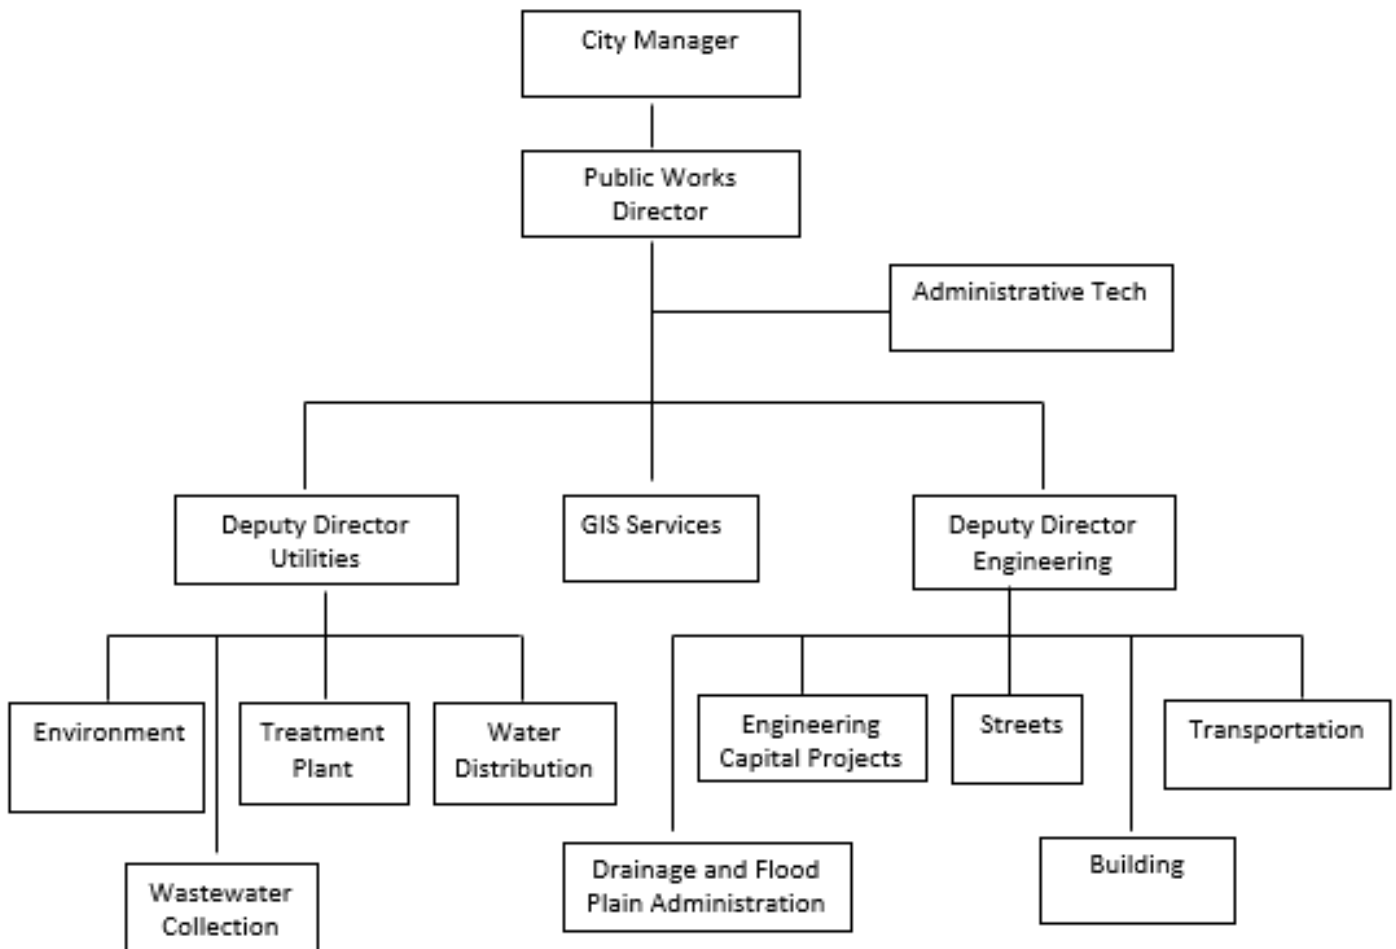 City Manager
Public Works
Director
Administrative Tech
Deputy Director
Utilities
GIS Services
Deputy Director
Engineering
Environment
Treatment
Plant
Water
Distribution
Engineering
Capital Projects
Streets
Transportation
Wastewater
Collection
Drainage and Flood
Plain Administration
Building